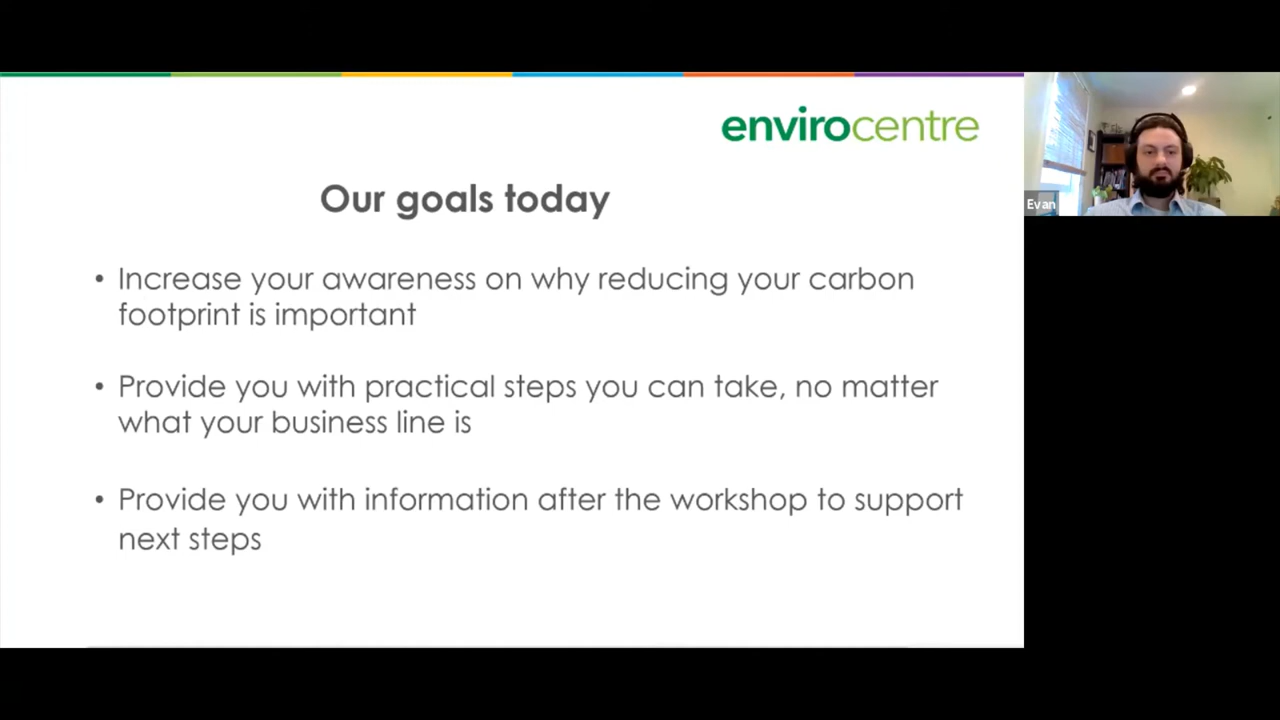 envirocentre
Evan
Our goals today
• Increase your awareness on why reducing your carbon
footprint is important
• Provide you with practical steps you can take, no matter
what your business line is
• Provide you with information after the workshop to support
next steps